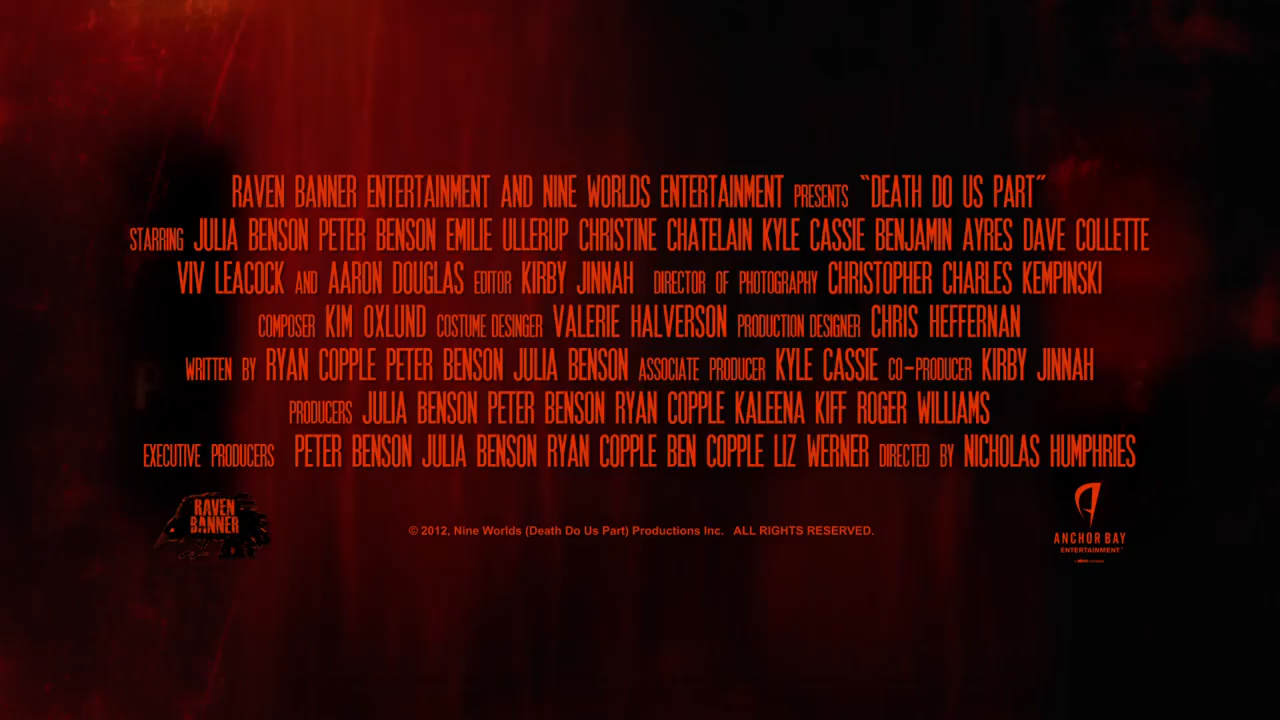 RAVEN BANNER ENTERTAINMENT AND NINE WORLDS ENTERTAINMENT PRESENTS “DEATH DO US PART”
STARRING JULIA BENSON PETER BENSON EMILIE ULLERUP CHRISTINE CHATELAIN KYLE CASSIE BENJAMIN AYRES DAVE COLLETTE
VIV LEACOCK AND AARON DOUGLAS EDITOR KIRBY JINNAH DIRECTOR OF PHOTOGRAPHY CHRISTOPHER CHARLES KEMPINSKI
COMPOSER KIM OXLUND COSTUME DESINGER VALERIE HALVERSON PRODUCTION DESIGNER CHRIS HEFFERNAN
WRITTEN BY RYAN COPPLE PETER BENSON JULIA BENSON ASSOCIATE PRODUCER KYLE CASSIE CO-PRODUCER KIRBY JINNAH
PRODUCERS JULIA BENSON PETER BENSON RYAN COPPLE KALEENA KIFF ROGER WILLIAMS
EXECUTIVE PRODUCERS PETER BENSON JULIA BENSON RYAN COPPLE BEN COPPLE LIZ WERNER DIRECTED BY NICHOLAS HUMPHRIES
RAVEN
BANNER
© 2012, Nine Worlds (Death Do Us Part) Productions Inc. ALL RIGHTS RESERVED.
ANCHOR BAY
ENTERTAINMENT